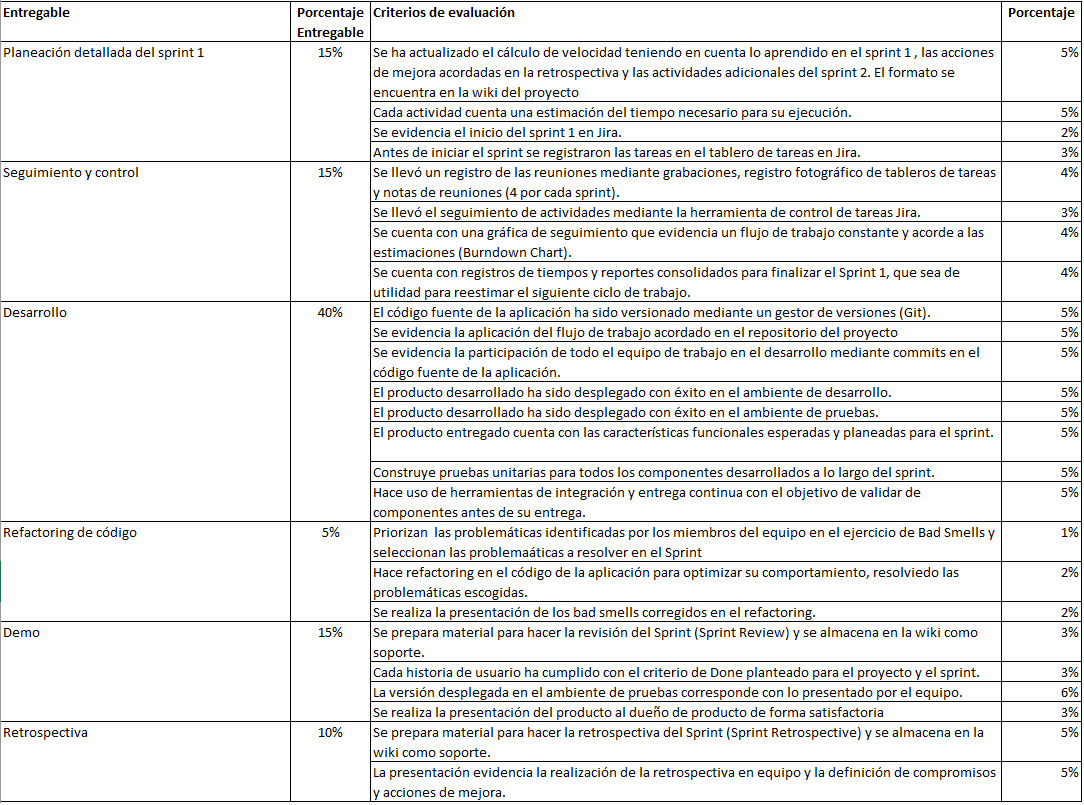 Entregable Porcentaje Entregable Criterios de evaluación Porcentaje
Planeación detallada del sprint 1 15% Se ha actualizado el cálculo de velocidad teniendo en cuenta lo aprendido en el sprint 1 , las acciones 5%
de mejora acordadas en la retrospectiva y las actividades adicionales del sprint 2. El formato se
encuentra en la wiki del proyecto
Cada actividad cuenta una estimación del tiempo necesario para su ejecución. 5%
Se evidencia el inicio del sprint 1 en Jira. 2%
Antes de iniciar el sprint se registraron las tareas en el tablero de tareas en Jira. 3%
Seguimiento y control 15% Se llevó un registro de las reuniones mediante grabaciones, registro fotográfico de tableros de tareas 4%
y notas de reuniones (4 por cada sprint).
Se llevó el seguimiento de actividades mediante la herramienta de control de tareas Jira. 3%
Se cuenta con una gráfica de seguimiento que evidencia un flujo de trabajo constante y acorde a las 4%
estimaciones (Burndown Chart).
Se cuenta con registros de tiempos y reportes consolidados para finalizar el Sprint 1, que sea de 4%
utilidad para reestimar el siguiente ciclo de trabajo.
Desarrollo 40% El código fuente de la aplicación ha sido versionado mediante un gestor de versiones (Git). 5%
Se evidencia la aplicación del flujo de trabajo acordado en el repositorio del proyecto 5%
Se evidencia la participación de todo el equipo de trabajo en el desarrollo mediante commits en el 5%
código fuente de la aplicación.
El producto desarrollado ha sido desplegado con éxito en el ambiente de desarrollo. 5%
El producto desarrollado ha sido desplegado con éxito en el ambiente de pruebas. 5%
El producto entregado cuenta con las características funcionales esperadas y planeadas para el sprint. 5%
Construye pruebas unitarias para todos los componentes desarrollados a lo largo del sprint. 5%
Hace uso de herramientas de integración y entrega continua con el objetivo de validar de 5%
componentes antes de su entrega.
Refactoring de código 5% Priorizan  las problemáticas identificadas por los miembros del equipo en el ejercicio de Bad Smells y 1%
seleccionan las problemaáticas a resolver en el Sprint
Hace refactoring en el código de la aplicación para optimizar su comportamiento, resolviedo las 2%
problemáticas escogidas.
Se realiza la presentación de los bad smells corregidos en el refactoring. 2%
Demo 15% Se prepara material para hacer la revisión del Sprint (Sprint Review) y se almacena en la wiki como 3%
soporte.
Cada historia de usuario ha cumplido con el criterio de Done planteado para el proyecto y el sprint. 3%
La versión desplegada en el ambiente de pruebas corresponde con lo presentado por el equipo. 6%
Se realiza la presentación del producto al dueño de producto de forma satisfactoria 3%
Retrospectiva 10% Se prepara material para hacer la retrospectiva del Sprint (Sprint Retrospective) y se almacena en la 5%
wiki como soporte.
La presentación evidencia la realización de la retrospectiva en equipo y la definición de compromisos 5%
y acciones de mejora.